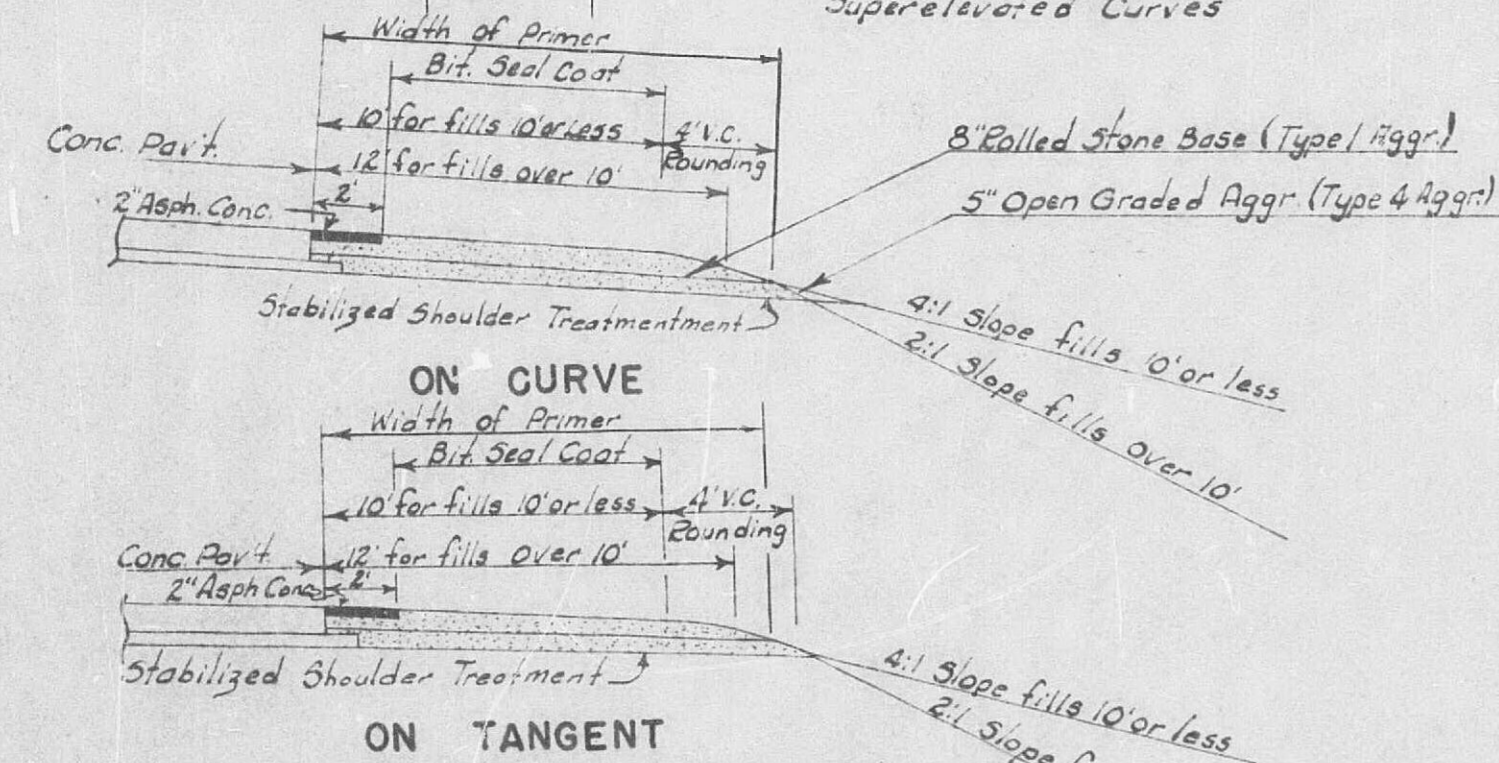 Superelevated Curves
Width of Primer
Bit. Seal Coat
10' for fills 10' or Less
4' V.C.
Rounding
8" Rolled Stone Base (Type 1 Aggr.)
Conc. Pav't.
12' for fills over 10'
5" Open Graded Aggr. (Type 4 Aggr.)
2'
2" Asph. Conc.
Stabilized Shoulder Treatmentment
4:1 Slope fills 10' or less
2:1 Slope fills Over 10'
ON CURVE
Width of Primer
Bit. Seal Coat
10' for fills 10' or less
4' V.C.
Rounding
Conc. Pav't.
12' for fills Over 10'
2" Asph Conc
2'
Stabilized Shoulder Treatment
4:1 Slope fills 10' or less
2:1 Slope
ON TANGENT